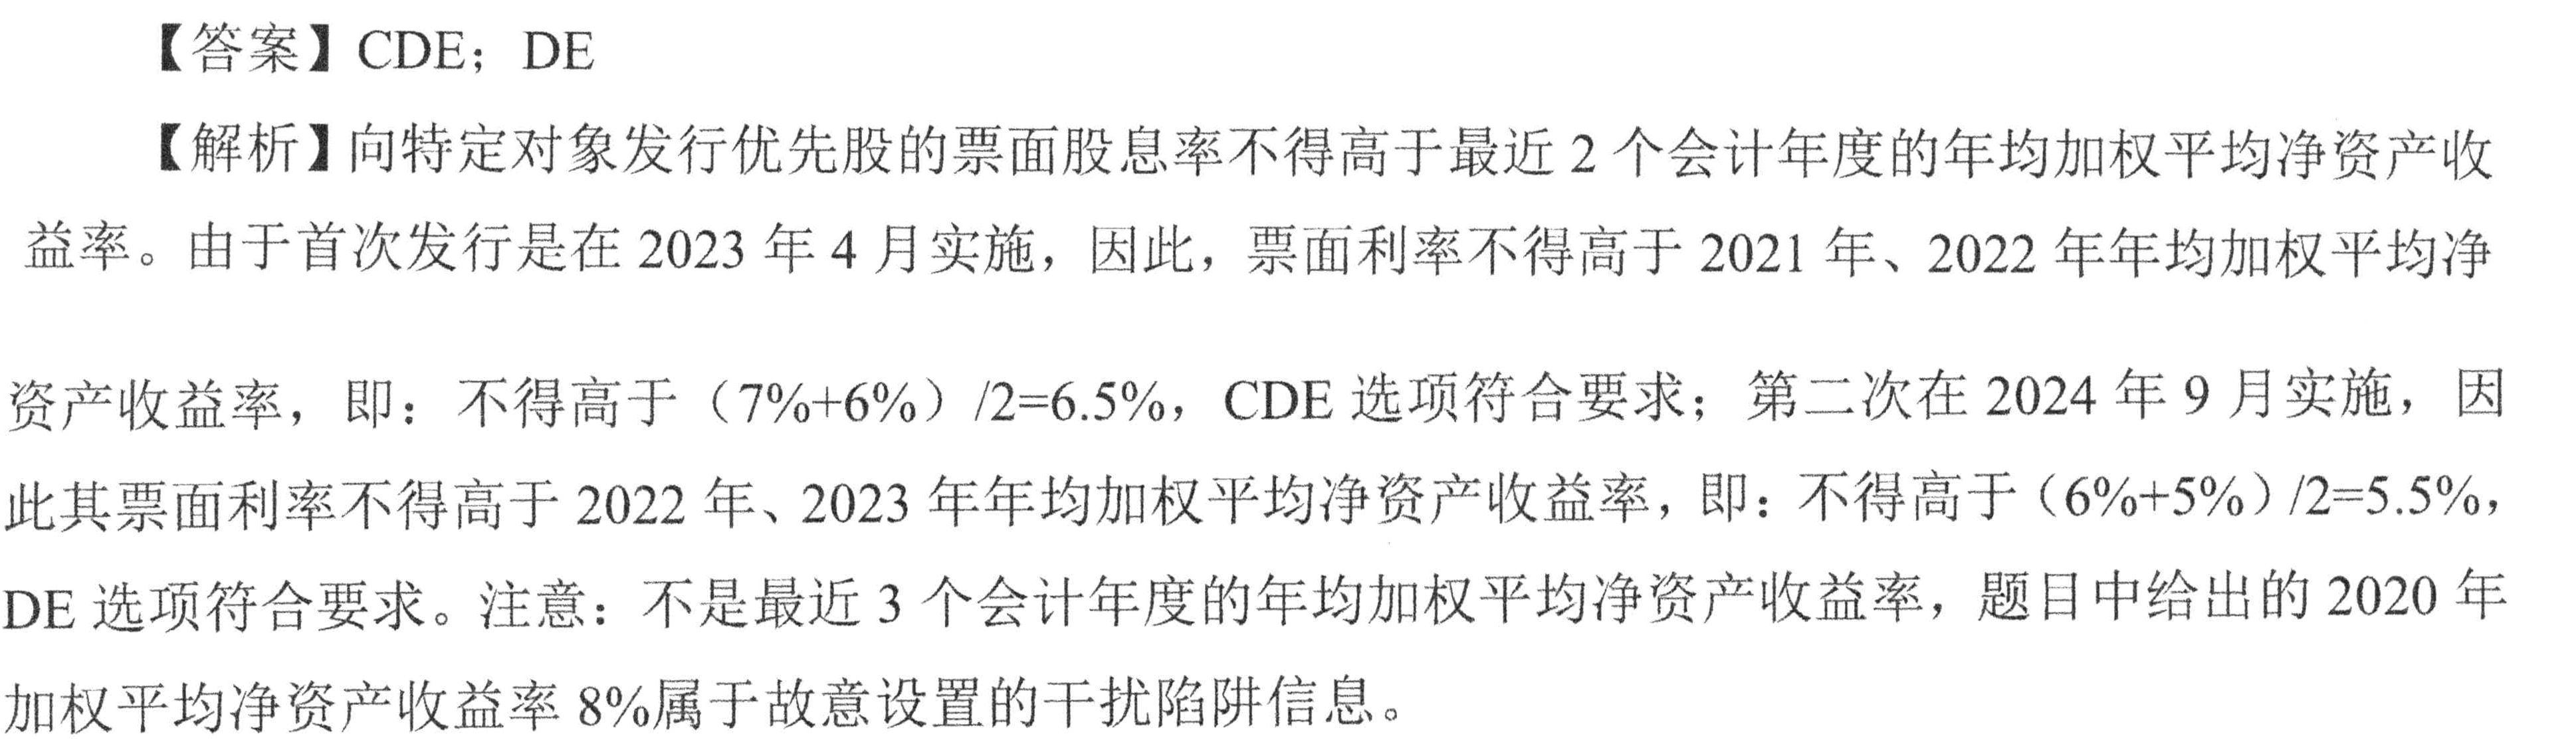 【答案】CDE；DE
【解析】向特定对象发行优先股的票面股息率不得高于最近 2 个会计年度的年均加权平均净资产收
益率。由于首次发行是在 2023 年 4 月实施，因此，票面利率不得高于 2021 年、2022 年年均加权平均净
资产收益率，即：不得高于（7%+6%）/2=6.5%，CDE 选项符合要求；第二次在 2024 年 9 月实施，因
此其票面利率不得高于 2022 年、2023 年年均加权平均净资产收益率，即：不得高于（6%+5%）/2=5.5%，
DE 选项符合要求。注意：不是最近 3 个会计年度的年均加权平均净资产收益率，题目中给出的 2020 年
加权平均净资产收益率 8%属于故意设置的干扰陷阱信息。